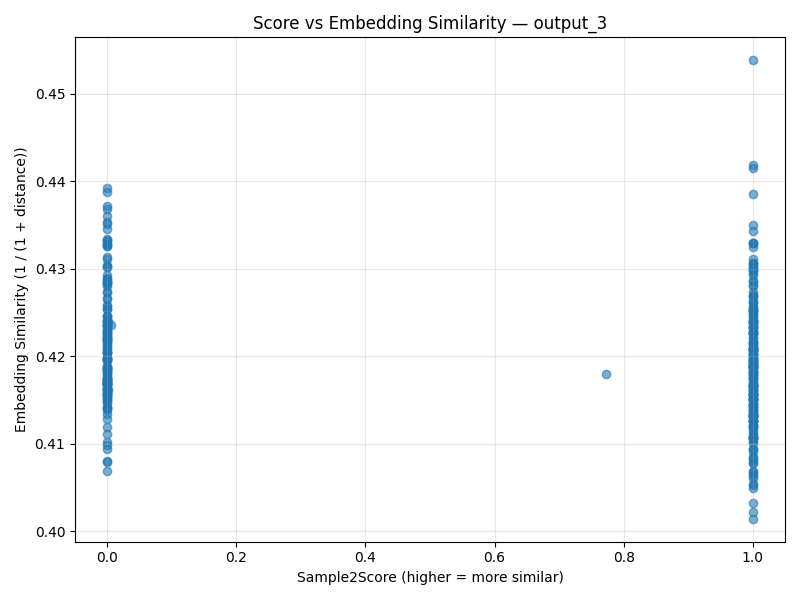 Score vs Embedding Similarity — output_3
Embedding Similarity (1 / (1 + distance))
0.45
0.44
0.43
0.42
0.41
0.40
0.0 0.2 0.4 0.6 0.8 1.0
Sample2Score (higher = more similar)